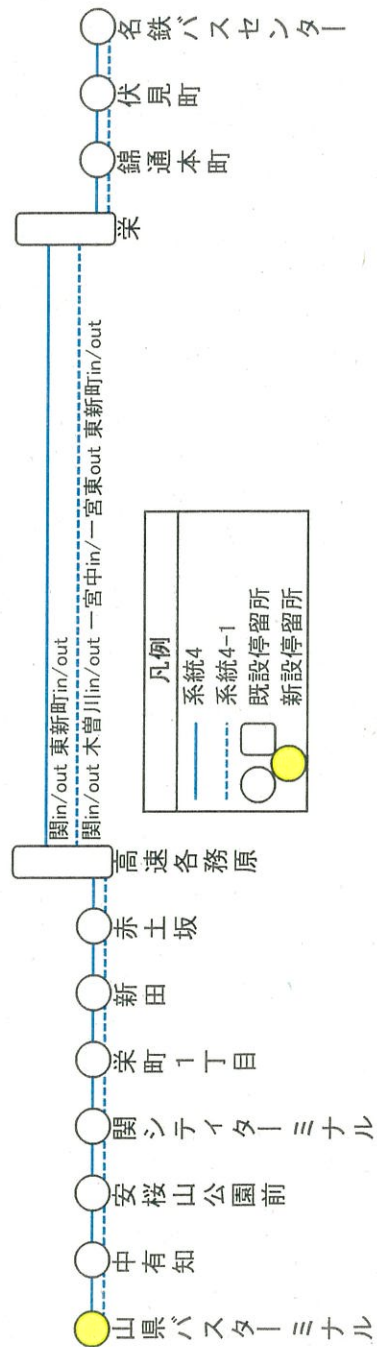 関in/out 東新町in/out
関in/out 木曽川in/out 一宮中in/一宮東out 東新町in/out
山県バスターミナル
中有知
安桜山公園前
関シティターミナル
栄町1丁目
新田
赤土坂
高速各務原
栄
錦通本町
伏見町
名鉄バスセンター
凡例
系統4
系統4-1
既設停留所
新設停留所